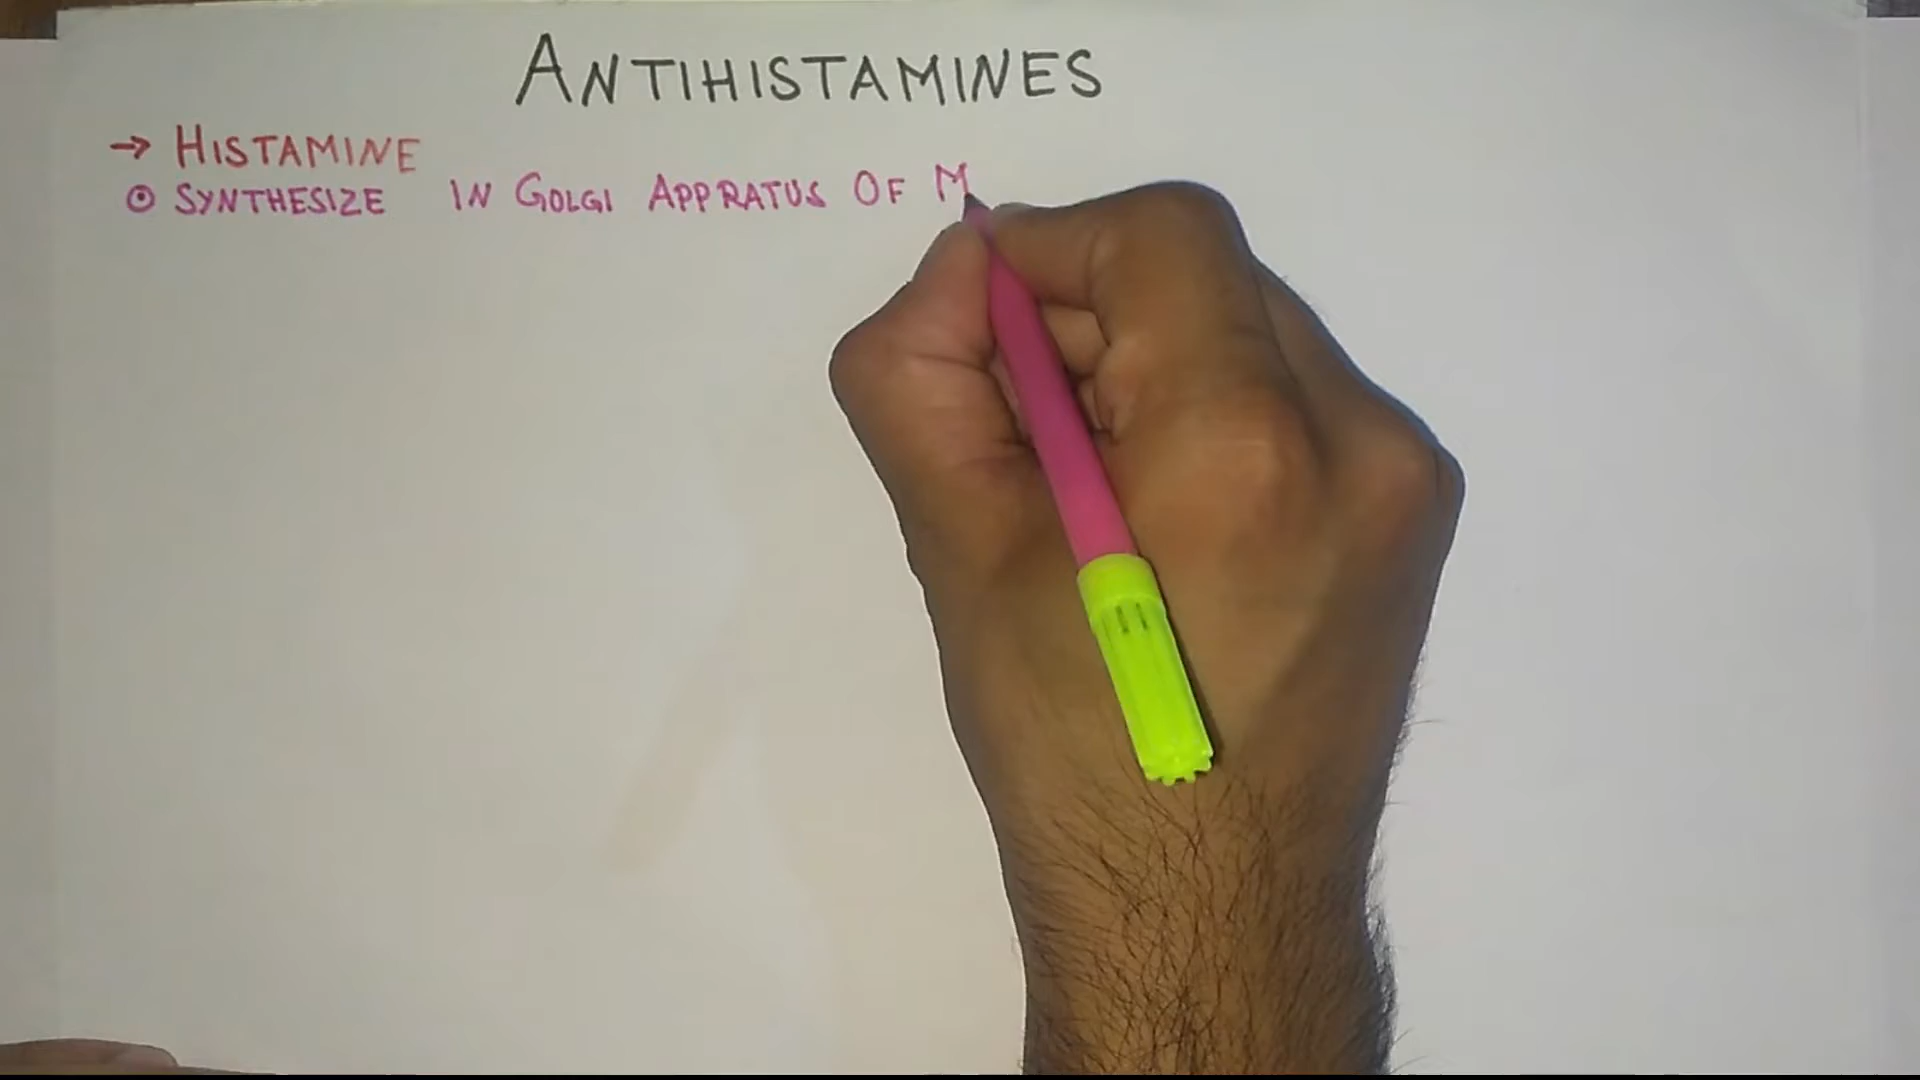 ANTIHISTAMINES
→ HISTAMINE
⊙ SYNTHESIZE IN GOLGI APPRATUS OF M